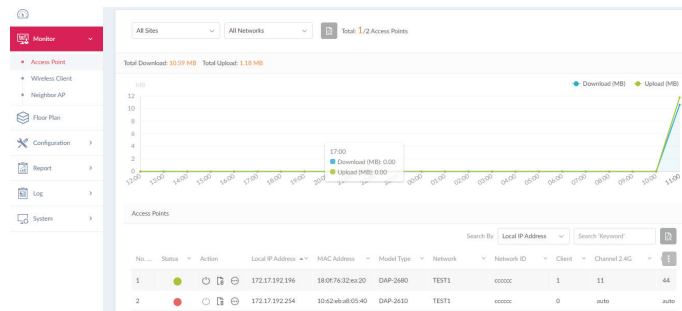 All Sites
All Networks
Total: 1/2 Access Points
Monitor
Access Point
Wireless Client
Neighbor AP
Floor Plan
Configuration
Report
Log
System
Total Download: 10.59 MB Total Upload: 1.18 MB
MB
Download (MB) Upload (MB)
12
10
8
6
4
2
0
17:00
Download (MB): 0.00
Upload (MB): 0.00
12:00 13:00 14:00 15:00 16:00 17:00 18:00 19:00 00:00 01:00 02:00 03:00 04:00 05:00 06:00 07:00 08:00 09:00 10:00 11:00
Access Points
Search By Local IP Address Search 'Keyword'
No. ... Status Action Local IP Address MAC Address Model Type Network Network ID Client Channel 2.4G
1 172.17.192.196 18:0f:76:32:ea:20 DAP-2680 TEST1 cccccc 1 11 44
2 172.17.192.254 10:62:eb:a8:05:40 DAP-2610 TEST1 cccccc 0 auto auto